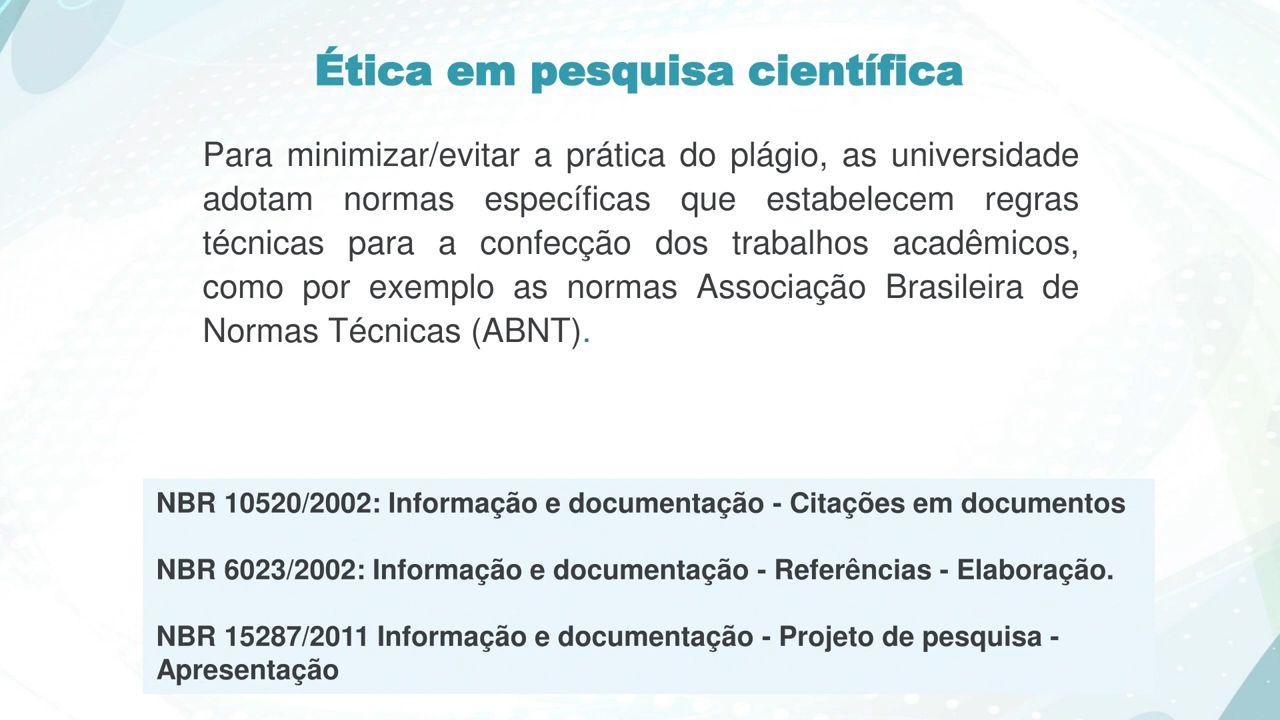 Ética em pesquisa científica
Para minimizar/evitar a prática do plágio, as universidade
adotam normas específicas que estabelecem regras
técnicas para a confecção dos trabalhos acadêmicos,
como por exemplo as normas Associação Brasileira de
Normas Técnicas (ABNT).
NBR 10520/2002: Informação e documentação - Citações em documentos
NBR 6023/2002: Informação e documentação - Referências - Elaboração.
NBR 15287/2011 Informação e documentação - Projeto de pesquisa -
Apresentação